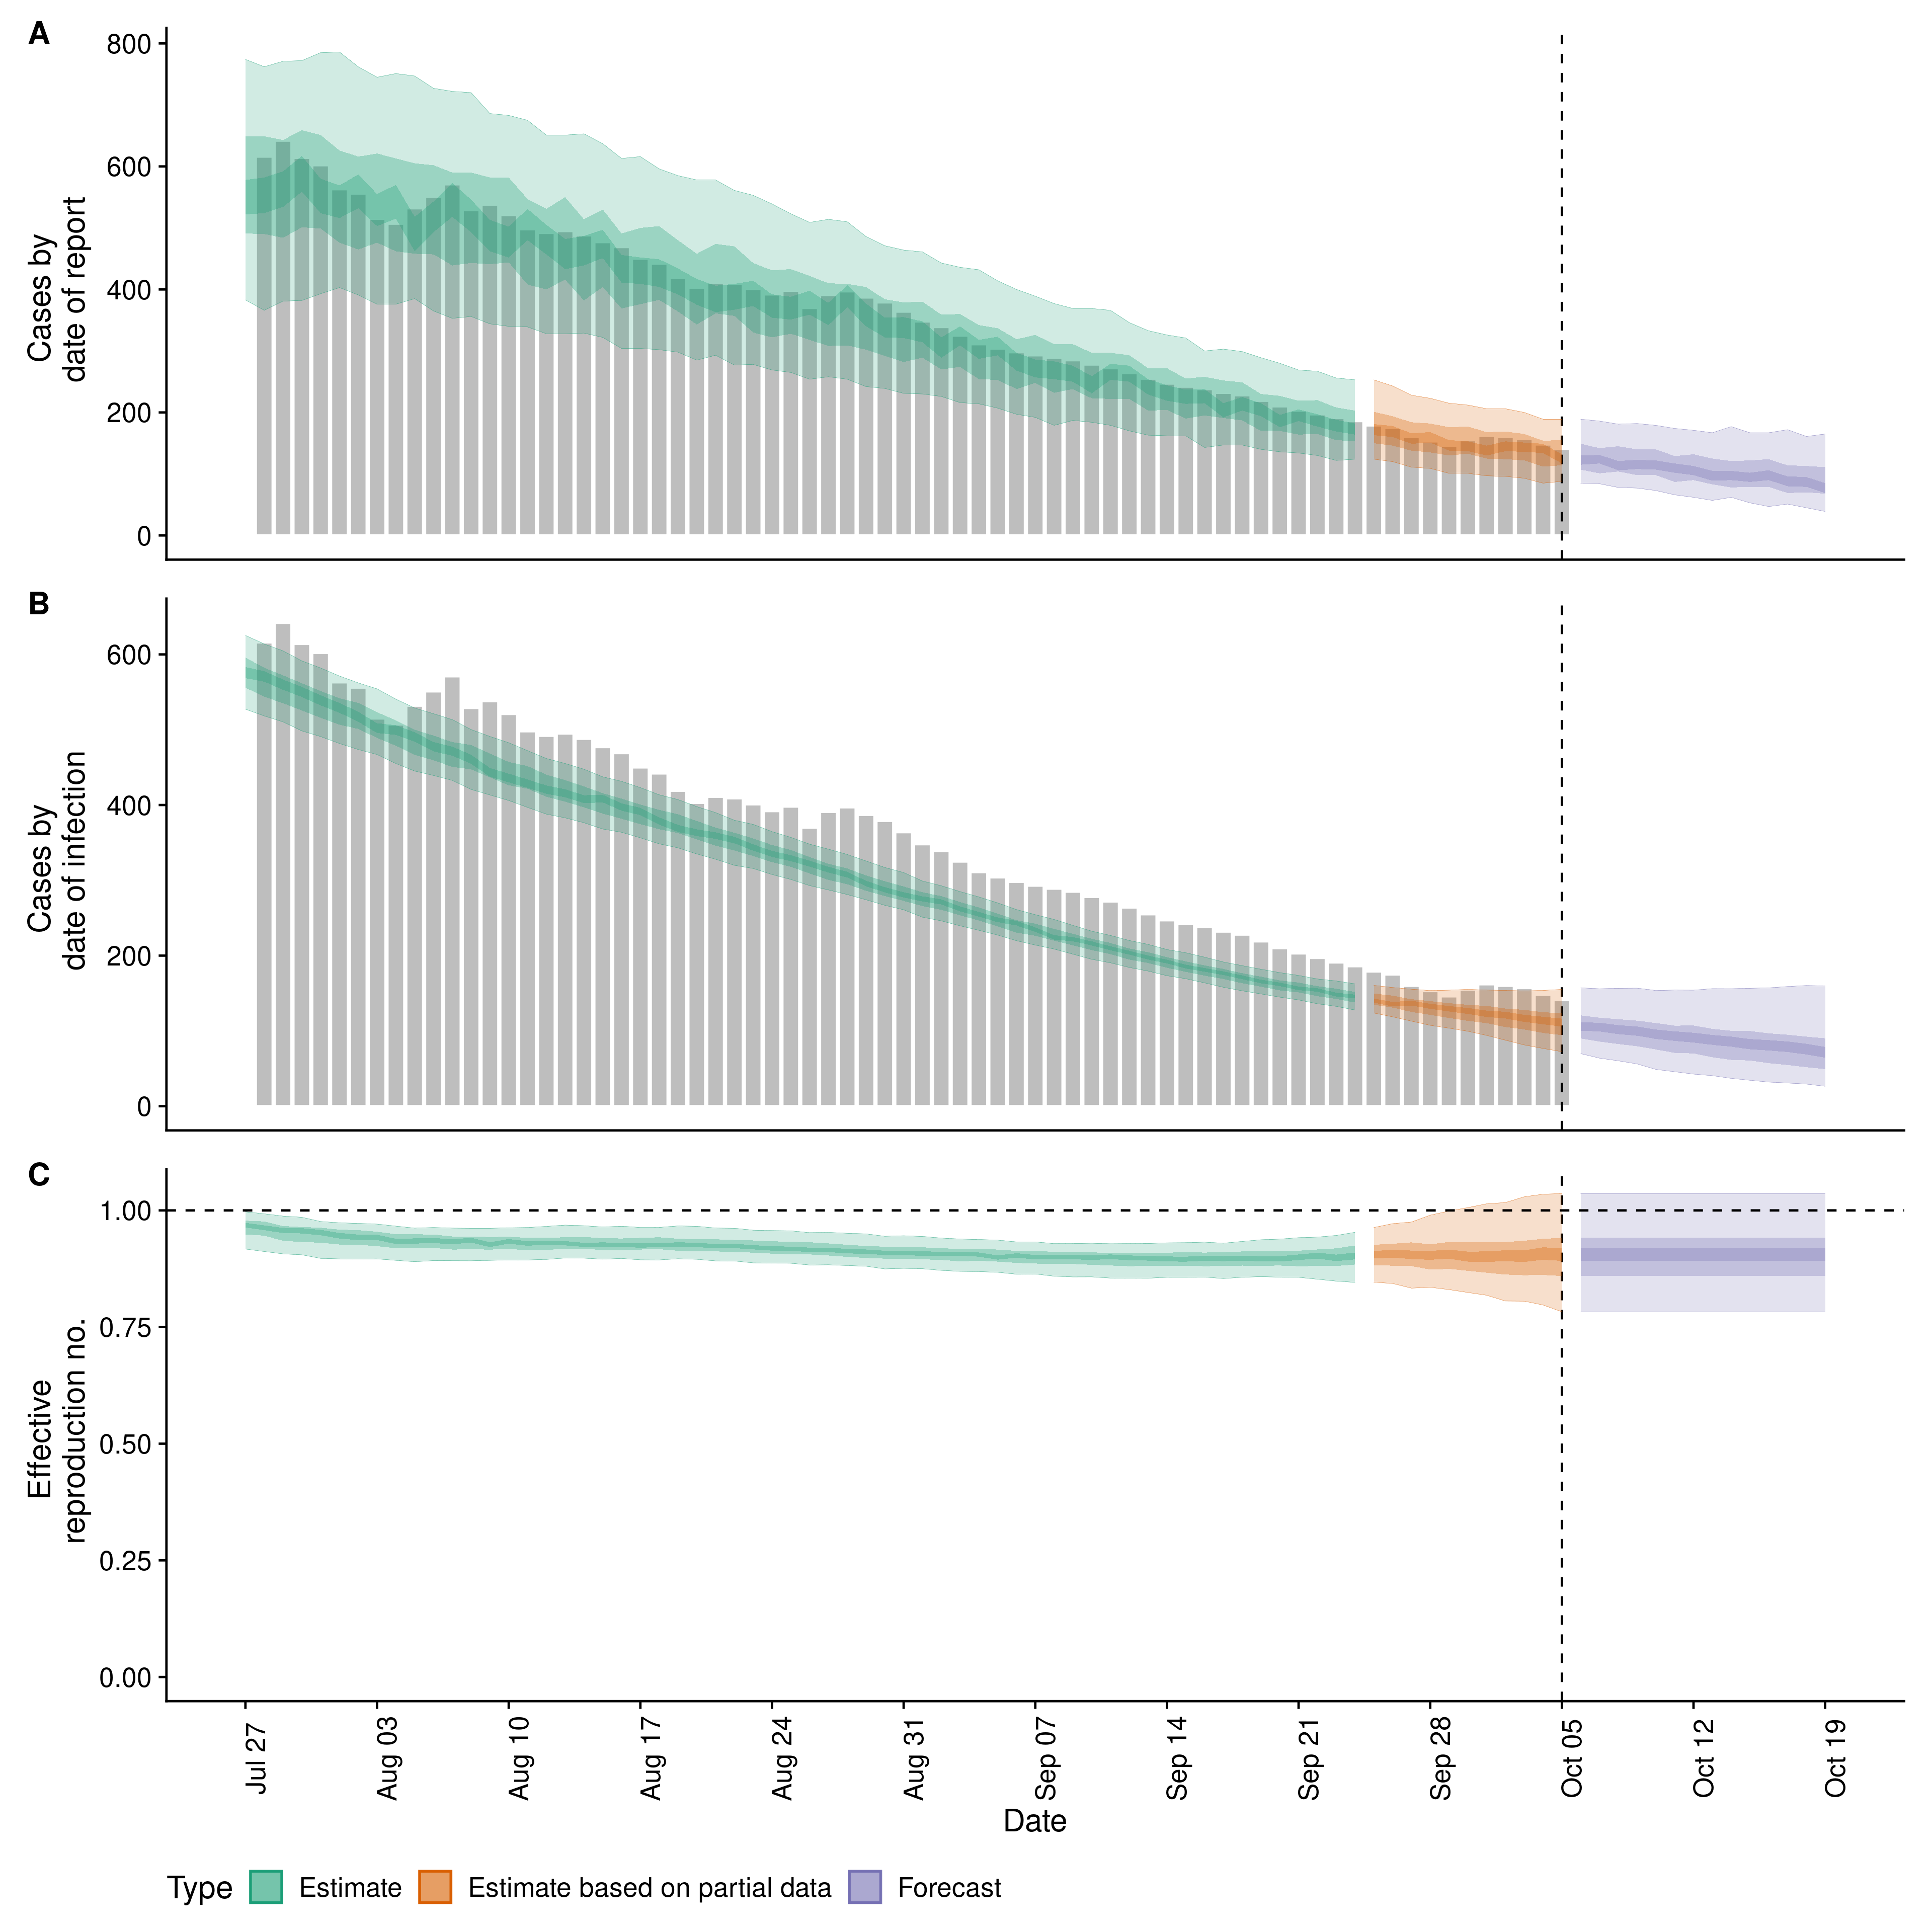 A
800
600
400
200
0
Cases by
date of report
B
600
400
200
0
Cases by
date of infection
C
1.00
0.75
0.50
0.25
0.00
Effective
reproduction no.
Jul 27
Aug 03
Aug 10
Aug 17
Aug 24
Aug 31
Sep 07
Sep 14
Sep 21
Sep 28
Oct 05
Oct 12
Oct 19
Date
Type Estimate Estimate based on partial data Forecast